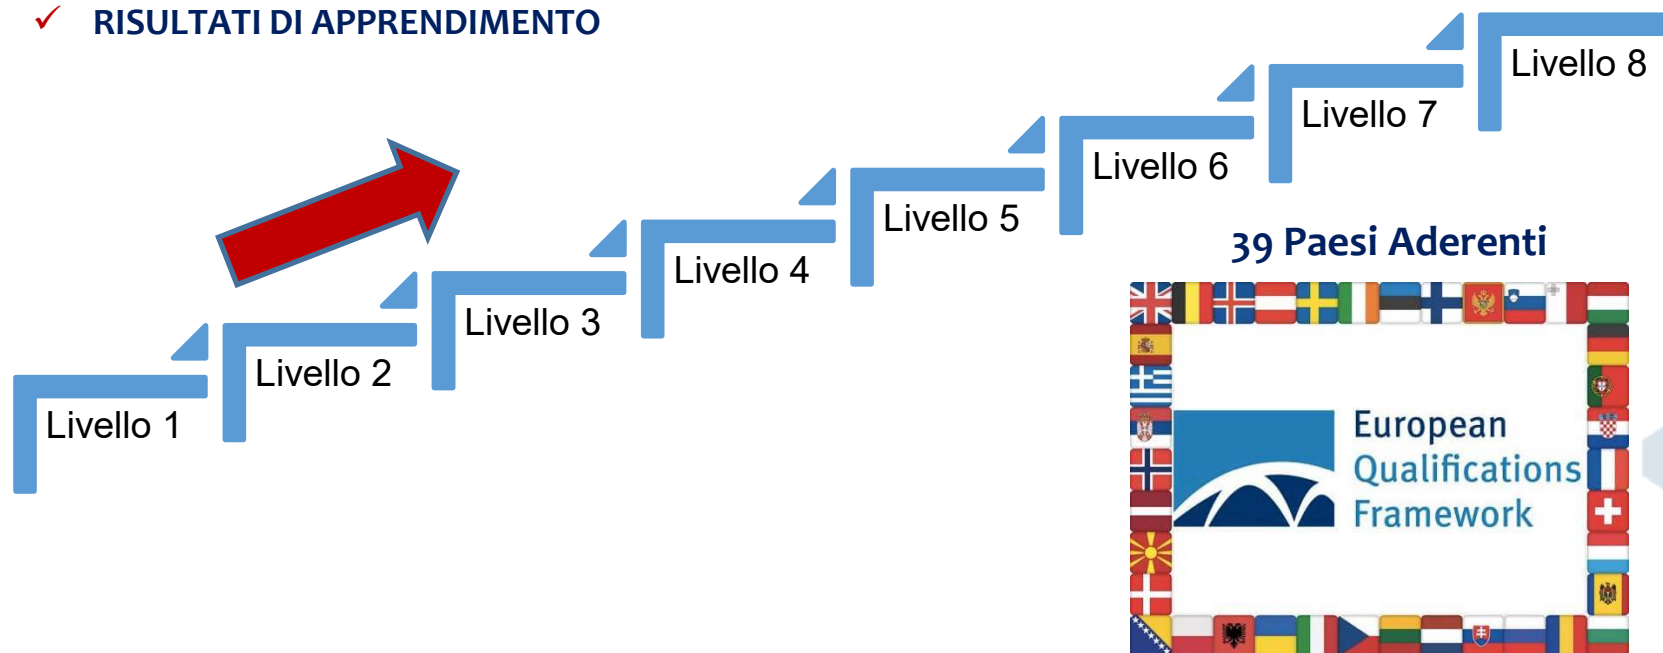 ✓ RISULTATI DI APPRENDIMENTO
Livello 1
Livello 2
Livello 3
Livello 4
Livello 5
Livello 6
Livello 7
Livello 8
39 Paesi Aderenti
European
Qualifications
Framework